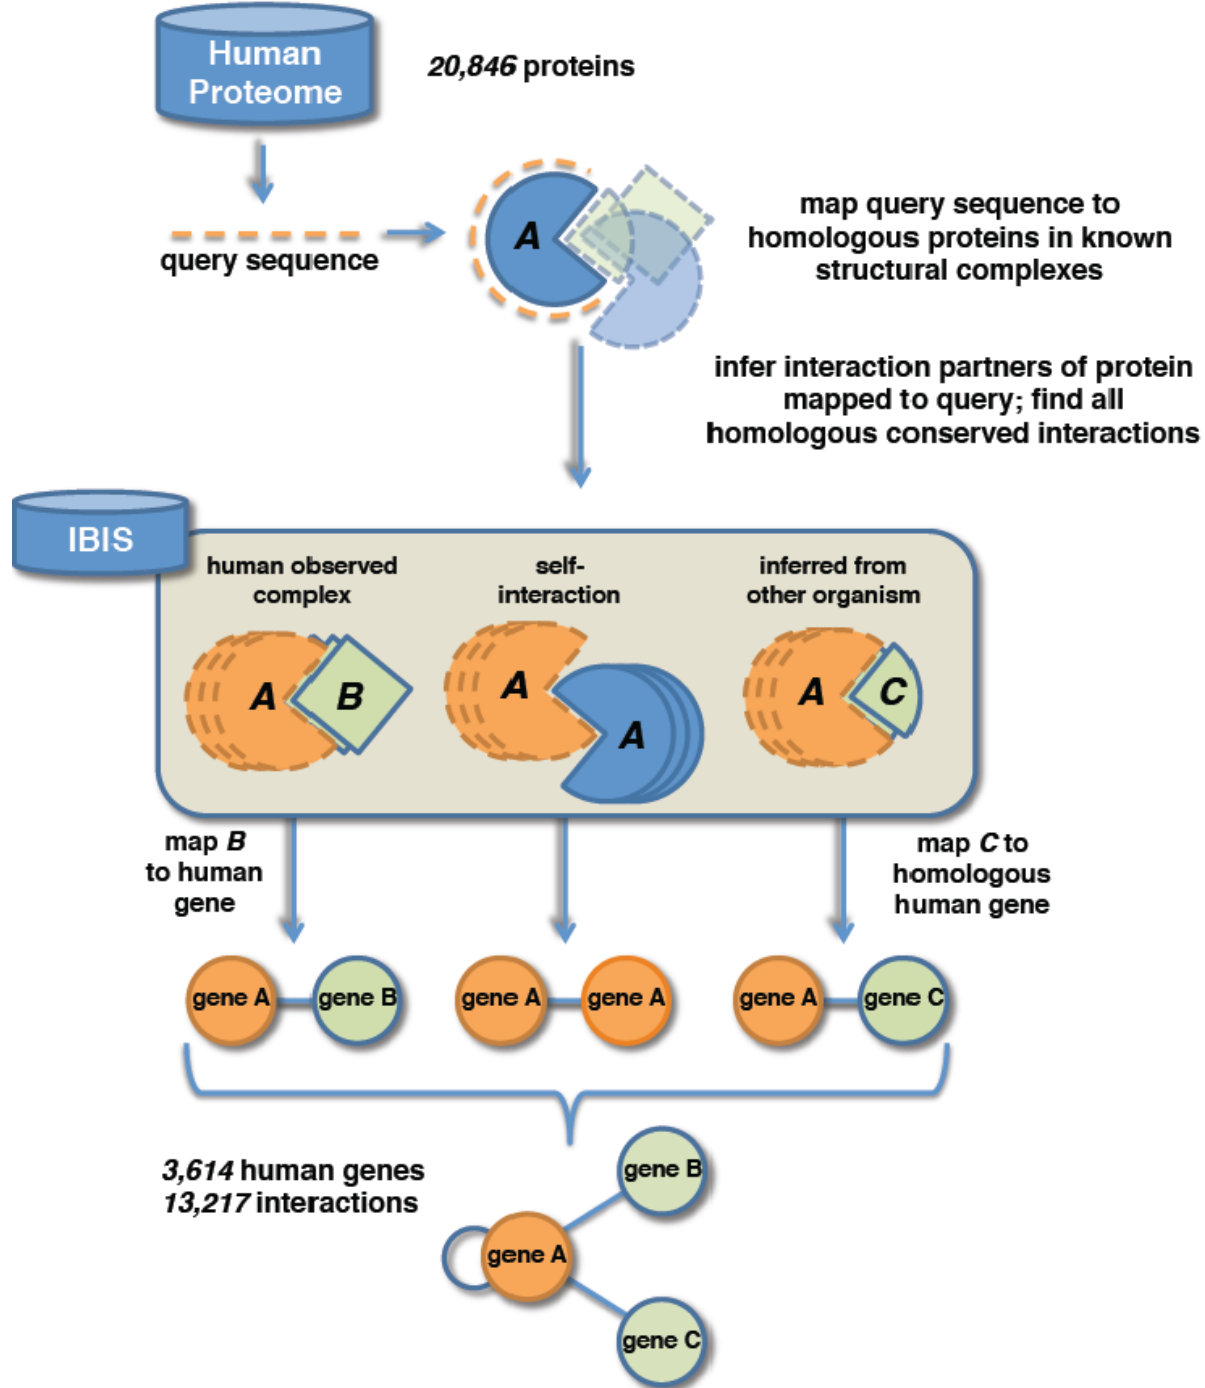 Human
Proteome
20,846 proteins
query sequence
A
map query sequence to
homologous proteins in known
structural complexes
infer interaction partners of protein
mapped to query; find all
homologous conserved interactions
IBIS
human observed
complex
A
B
self-
interaction
A
A
inferred from
other organism
A
C
map B
to human
gene
map C to
homologous
human gene
gene A
gene B
gene A
gene A
gene A
gene C
3,614 human genes
13,217 interactions
gene B
gene A
gene C